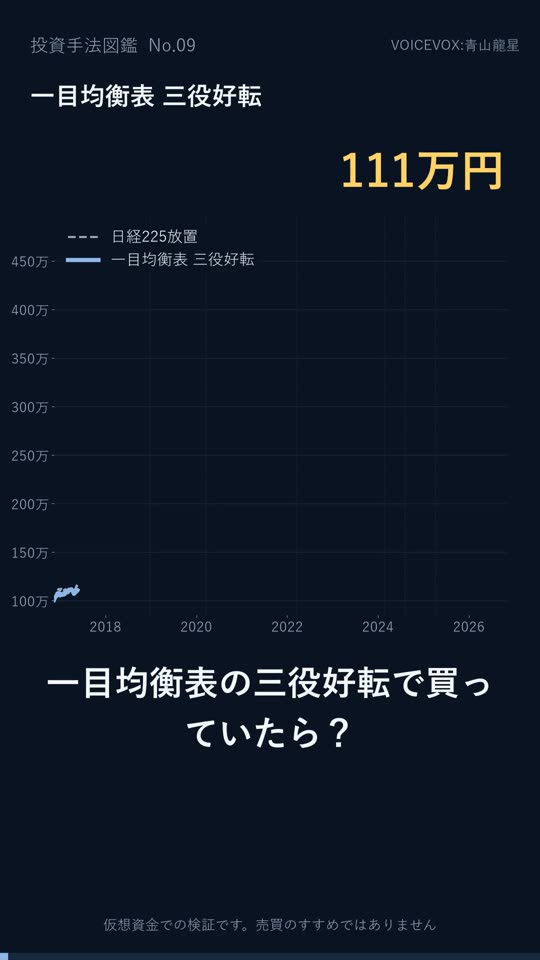 投資手法図鑑 No.09
VOICEVOX:青山龍星
一目均衡表 三役好転
111万円
日経225放置
一目均衡表 三役好転
450万
400万
350万
300万
250万
200万
150万
100万
2018 2020 2022 2024 2026
一目均衡表の三役好転で買っ
ていたら？
仮想資金での検証です。売買のすすめではありません